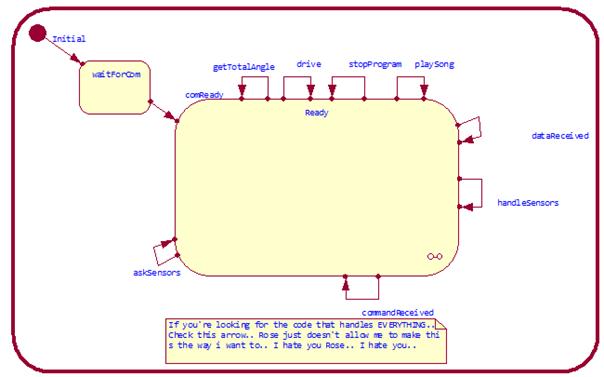 Initial
waitForCom
getTotalAngle
drive
stopProgram
playSong
comReady
Ready
dataReceived
handleSensors
askSensors
commandReceived
If you're looking for the code that handles EVERYTHING..
Check this arrow.. Rose just doesn't allow me to make thi
s the way i want to.. I hate you Rose.. I hate you..